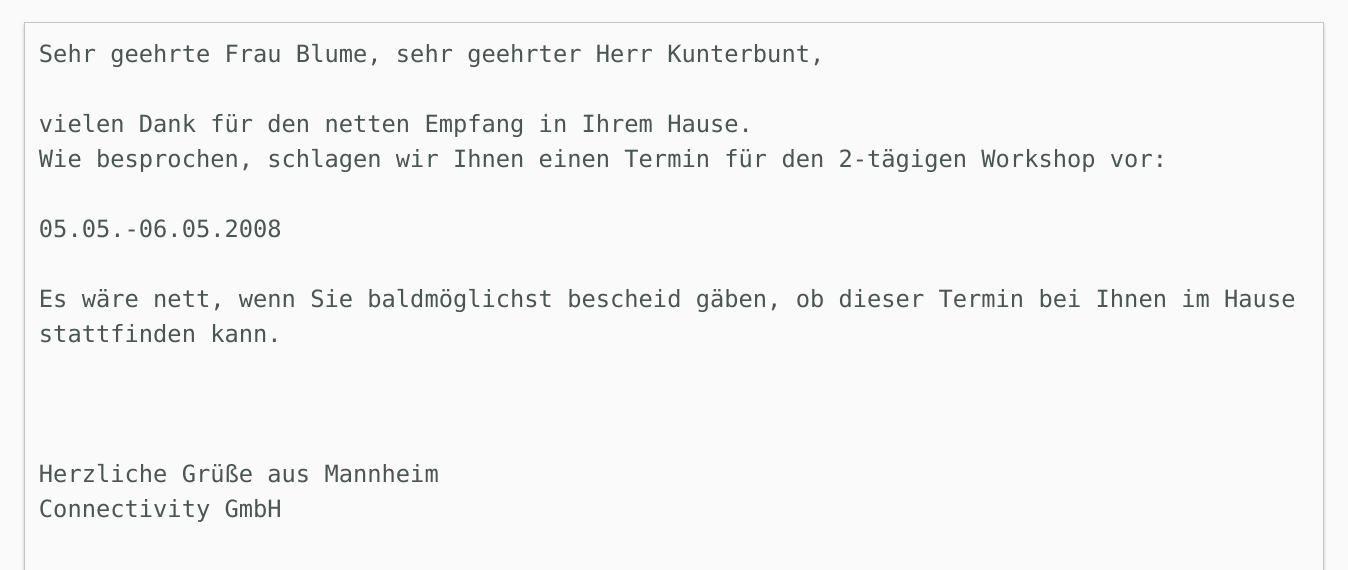 Sehr geehrte Frau Blume, sehr geehrter Herr Kunterbunt,
vielen Dank für den netten Empfang in Ihrem Hause.
Wie besprochen, schlagen wir Ihnen einen Termin für den 2-tägigen Workshop vor:
05.05.-06.05.2008
Es wäre nett, wenn Sie baldmöglichst bescheid gäben, ob dieser Termin bei Ihnen im Hause
stattfinden kann.
Herzliche Grüße aus Mannheim
Connectivity GmbH